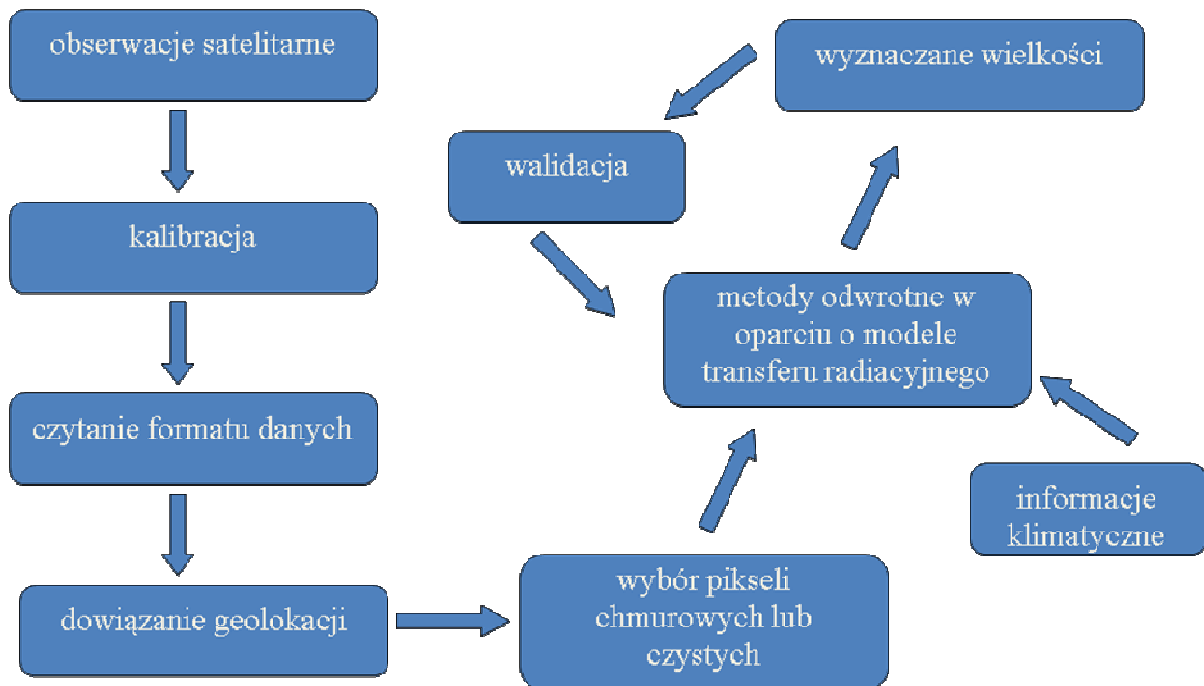 obserwacje satelitarne
kalibracja
czytanie formatu danych
dowiązanie geolokacji
wybór pikseli
chmurowych lub
czystych
metody odwrotne w
oparciu o modele
transferu radiacyjnego
informacje
klimatyczne
wyznaczane wielkości
walidacja